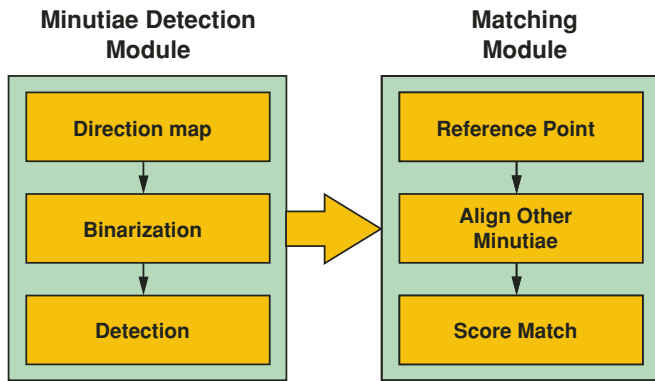 Minutiae Detection
Module
Direction map
Binarization
Detection
Matching
Module
Reference Point
Align Other
Minutiae
Score Match